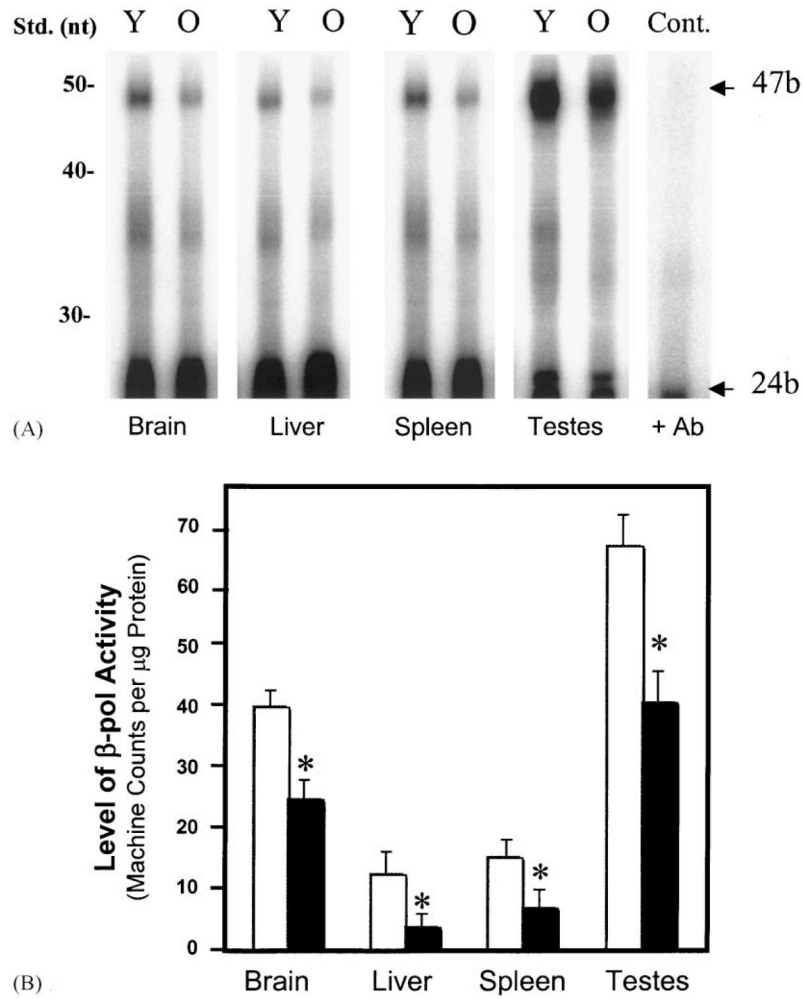 Std. (nt) Y O Y O Y O Y O Cont.
50- 47b
40-
30-
24b
(A) Brain Liver Spleen Testes + Ab
Level of β-pol Activity
(Machine Counts per μg Protein)
70
60
50
40
30
20
10
0
* * * *
(B) Brain Liver Spleen Testes